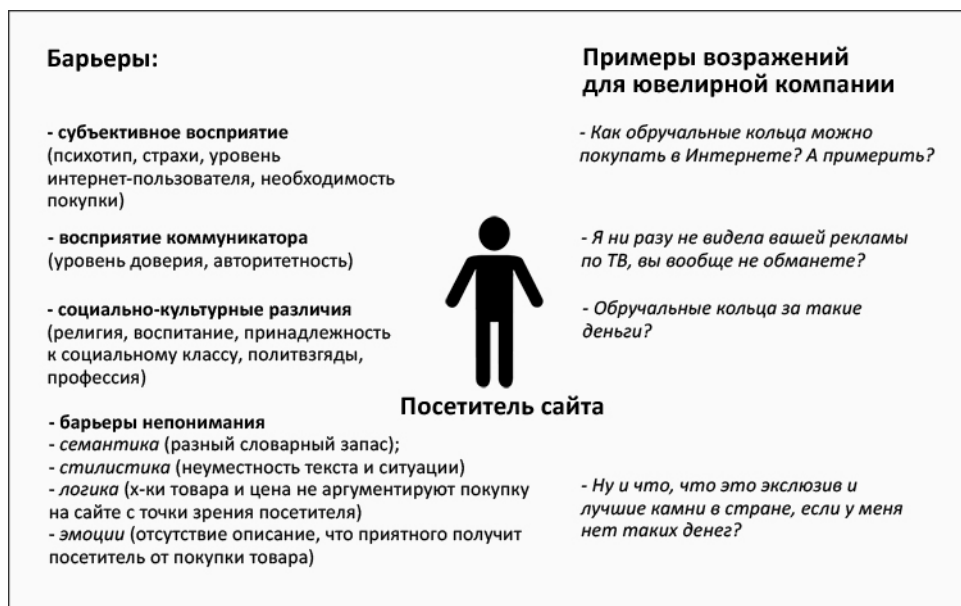 Барьеры:
- субъективное восприятие
(психотип, страхи, уровень
интернет-пользователя, необходимость
покупки)
- восприятие коммуникатора
(уровень доверия, авторитетность)
- социально-культурные различия
(религия, воспитание, принадлежность
к социальному классу, политвзгяды,
профессия)
- барьеры непонимания
- семантика (разный словарный запас);
- стилистика (неуместность текста и ситуации)
- логика (х-ки товара и цена не аргументируют покупку
на сайте с точки зрения посетителя)
- эмоции (отсутствие описание, что приятного получит
посетитель от покупки товара)
Посетитель сайта
Примеры возражений
для ювелирной компании
- Как обручальные кольца можно
покупать в Интернете? А примерить?
- Я ни разу не видела вашей рекламы
по ТВ, вы вообще не обманете?
- Обручальные кольца за такие
деньги?
- Ну и что, что это экслюзив и
лучшие камни в стране, если у меня
нет таких денег?